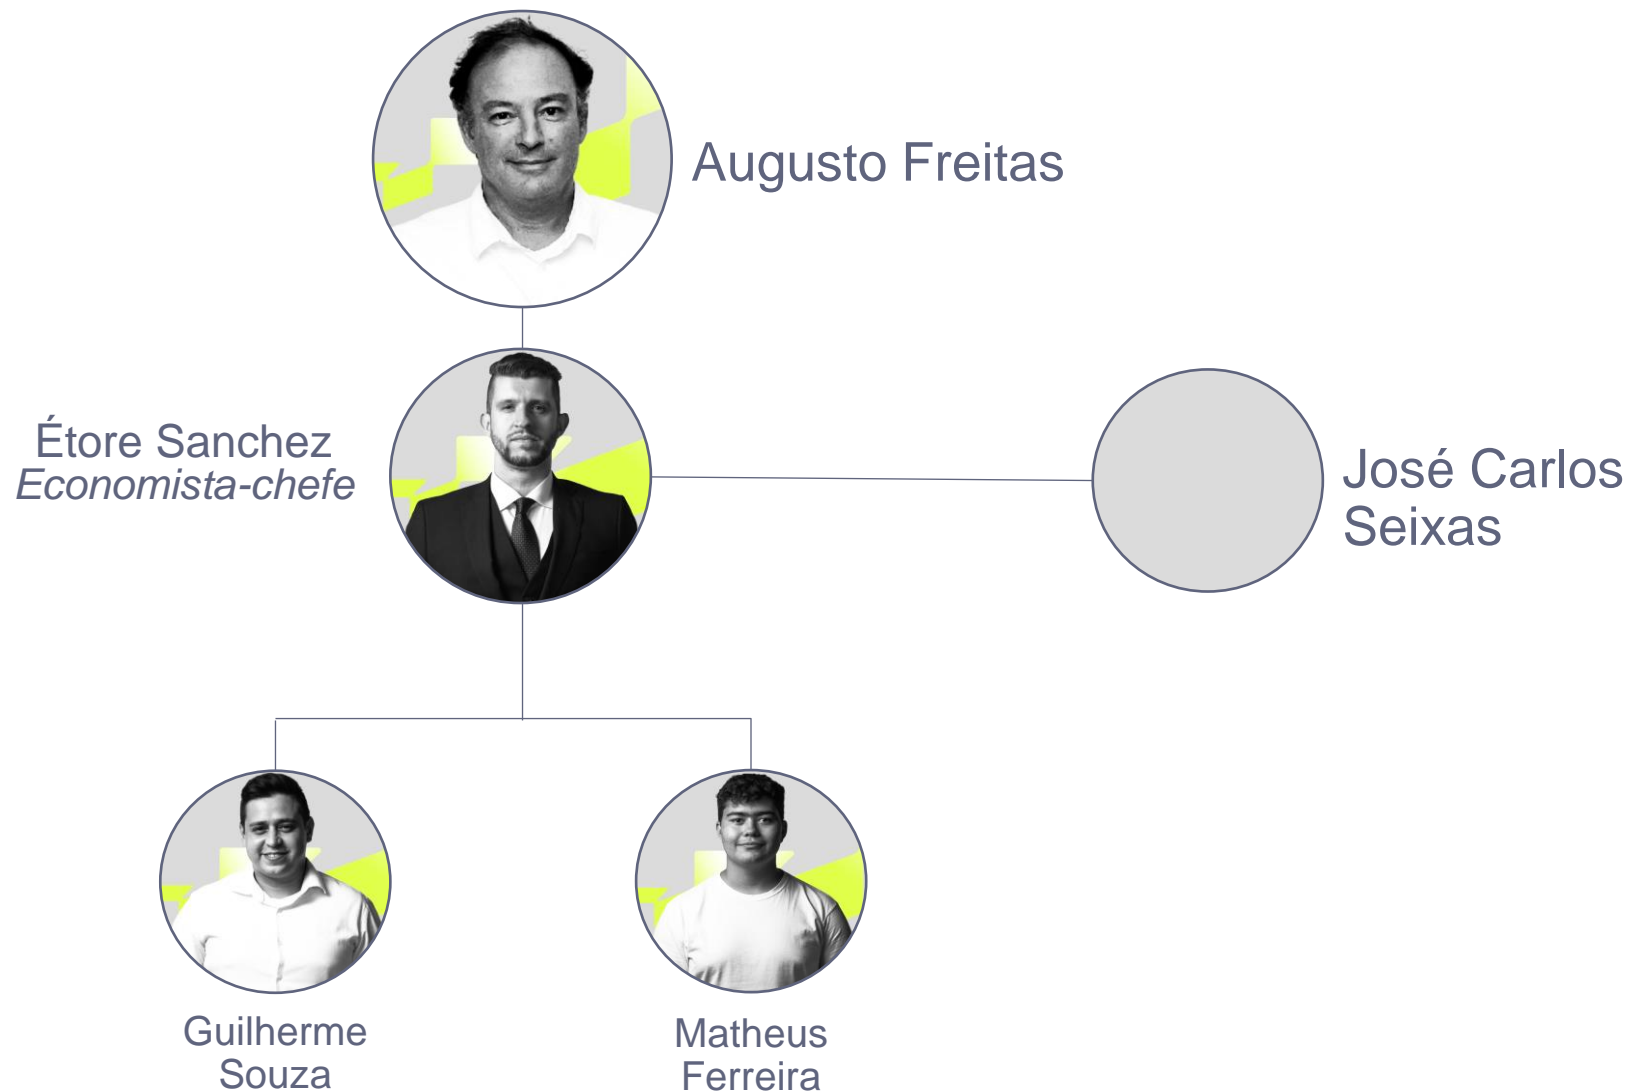 Augusto Freitas
Étore Sanchez
Economista-chefe
José Carlos
Seixas
Guilherme
Souza
Matheus
Ferreira